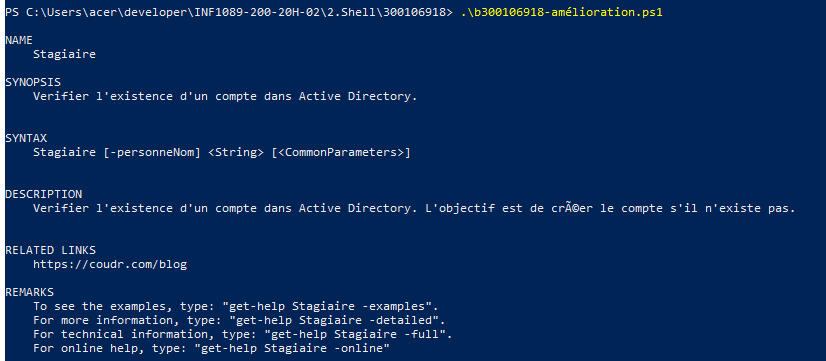 PS C:\Users\acer\developer\INF1089-200-20H-02\2.Shell\300106918> .\b300106918-amélioration.ps1
NAME
Stagiaire
SYNOPSIS
Verifier l'existence d'un compte dans Active Directory.
SYNTAX
Stagiaire [-personneNom] <String> [<CommonParameters>]
DESCRIPTION
Verifier l'existence d'un compte dans Active Directory. L'objectif est de crÃ©er le compte s'il n'existe pas.
RELATED LINKS
https://coudr.com/blog
REMARKS
To see the examples, type: "get-help Stagiaire -examples".
For more information, type: "get-help Stagiaire -detailed".
For technical information, type: "get-help Stagiaire -full".
For online help, type: "get-help Stagiaire -online"